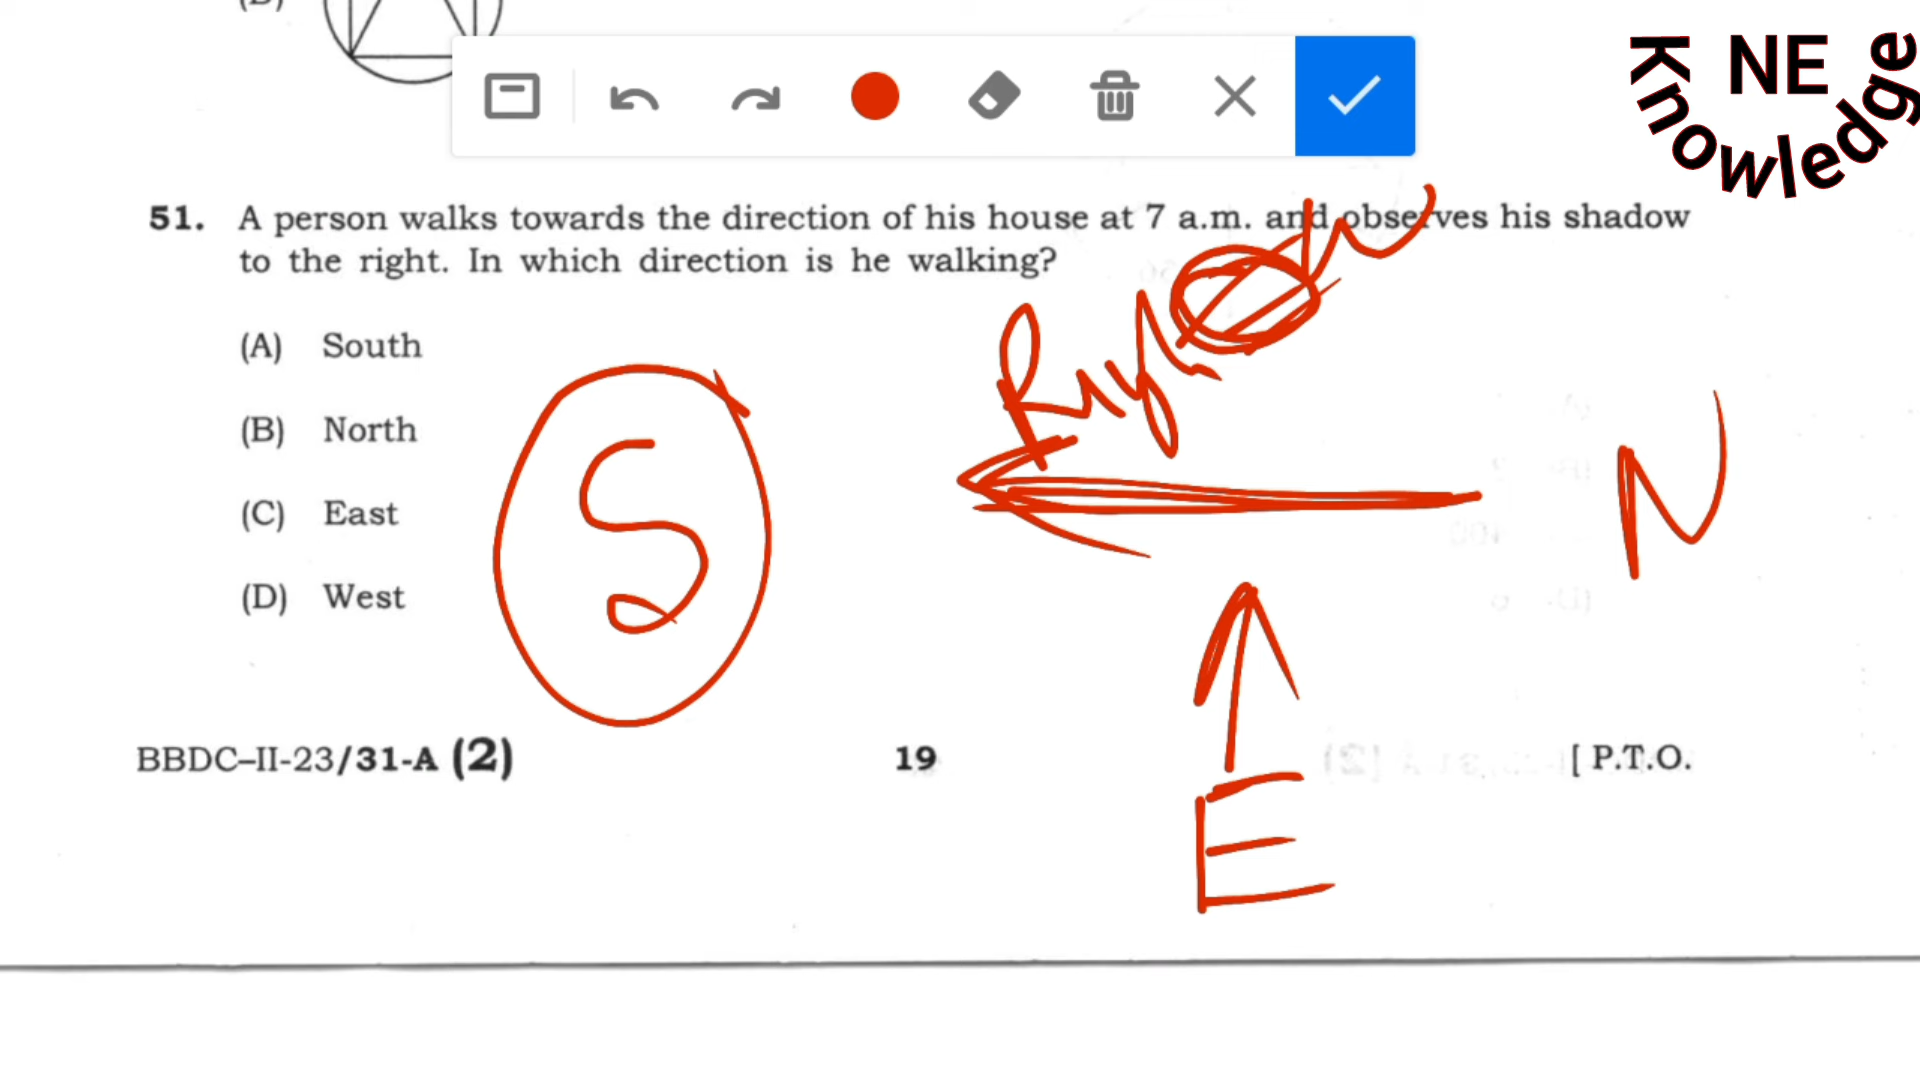 NE
Knowledge
51. A person walks towards the direction of his house at 7 a.m. and observes his shadow
to the right. In which direction is he walking?
(A) South
(B) North
(C) East
(D) West
Right
S
N
E
BBDC–II-23/31-A (2)
19
[ P.T.O.